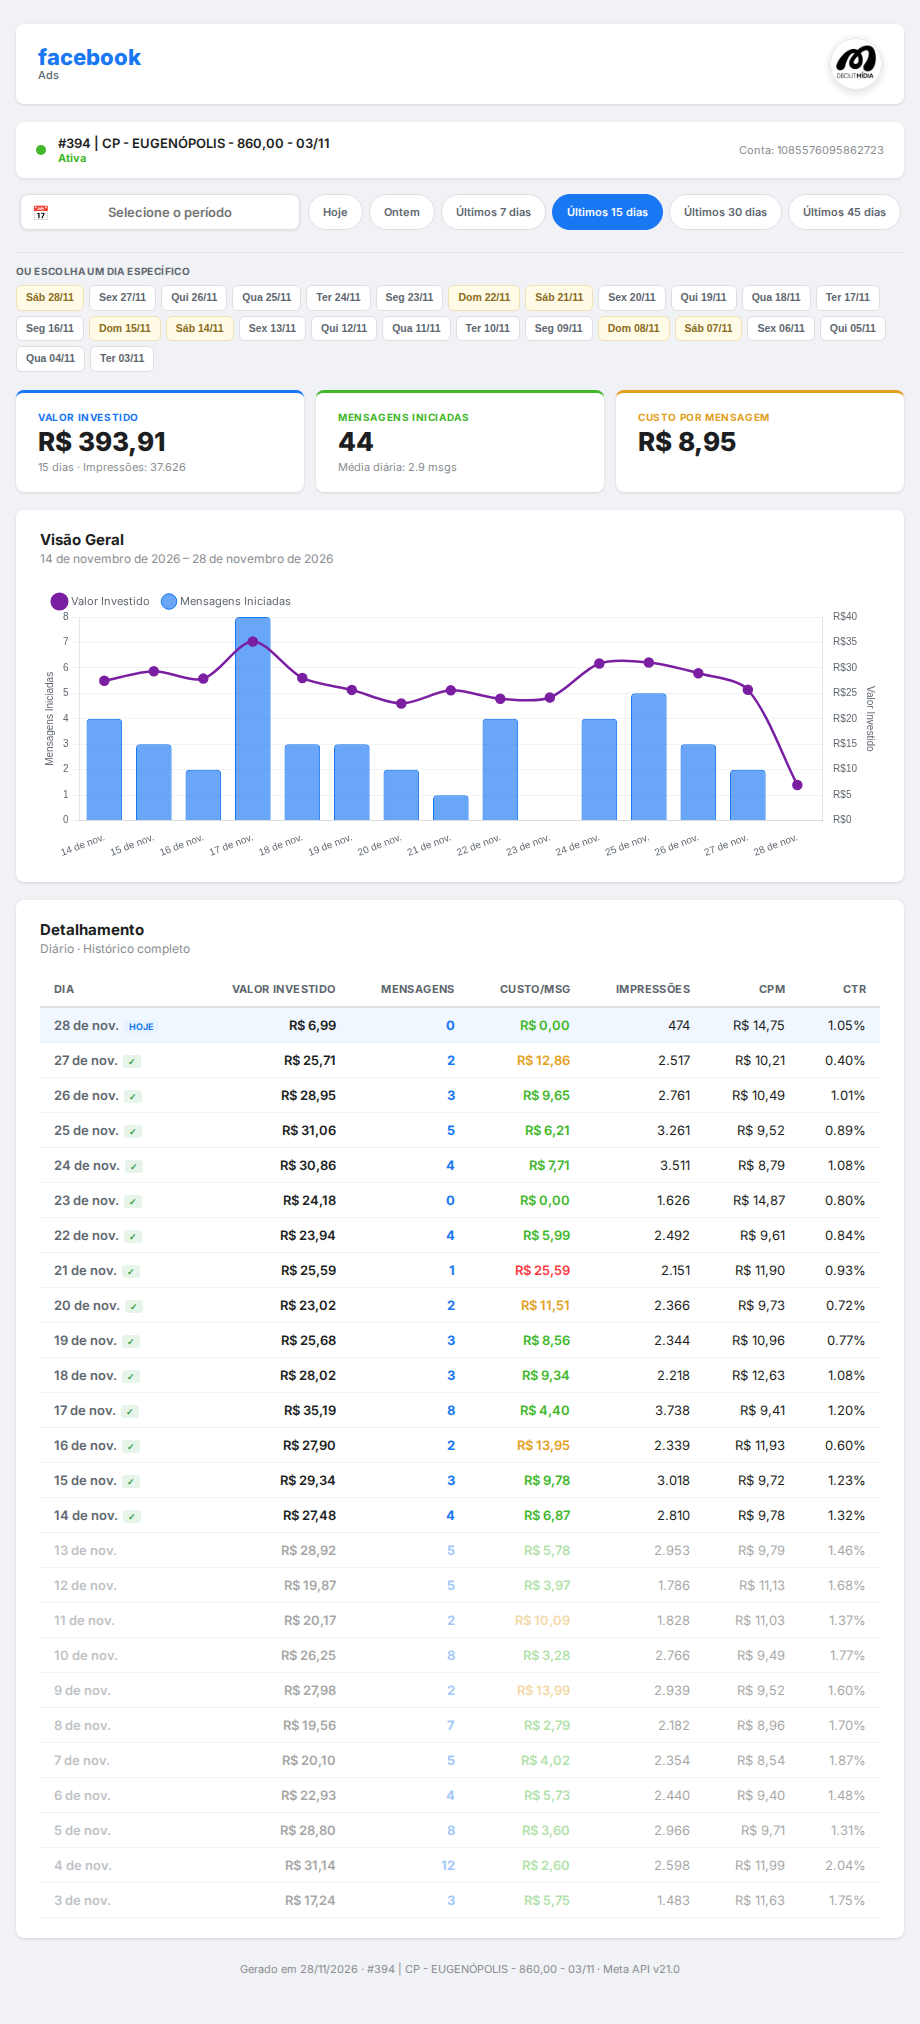 facebook
Ads
DBOUTMÍDIA
#394 | CP - EUGENÓPOLIS - 860,00 - 03/11
Ativa
Conta: 1085576095862723
📅 Selecione o período Hoje Ontem Últimos 7 dias Últimos 15 dias Últimos 30 dias Últimos 45 dias
OU ESCOLHA UM DIA ESPECÍFICO
Sáb 28/11 Sex 27/11 Qui 26/11 Qua 25/11 Ter 24/11 Seg 23/11 Dom 22/11 Sáb 21/11 Sex 20/11 Qui 19/11 Qua 18/11 Ter 17/11
Seg 16/11 Dom 15/11 Sáb 14/11 Sex 13/11 Qui 12/11 Qua 11/11 Ter 10/11 Seg 09/11 Dom 08/11 Sáb 07/11 Sex 06/11 Qui 05/11
Qua 04/11 Ter 03/11
VALOR INVESTIDO
R$ 393,91
15 dias · Impressões: 37.626
MENSAGENS INICIADAS
44
Média diária: 2.9 msgs
CUSTO POR MENSAGEM
R$ 8,95
Visão Geral
14 de novembro de 2026 – 28 de novembro de 2026
Valor Investido Mensagens Iniciadas
Mensagens Iniciadas
8
7
6
5
4
3
2
1
0
R$40
R$35
R$30
R$25
R$20
R$15
R$10
R$5
R$0
Valor Investido
14 de nov. 15 de nov. 16 de nov. 17 de nov. 18 de nov. 19 de nov. 20 de nov. 21 de nov. 22 de nov. 23 de nov. 24 de nov. 25 de nov. 26 de nov. 27 de nov. 28 de nov.
Detalhamento
Diário · Histórico completo
DIA VALOR INVESTIDO MENSAGENS CUSTO/MSG IMPRESSÕES CPM CTR
28 de nov. HOJE R$ 6,99 0 R$ 0,00 474 R$ 14,75 1.05%
27 de nov. ✓ R$ 25,71 2 R$ 12,86 2.517 R$ 10,21 0.40%
26 de nov. ✓ R$ 28,95 3 R$ 9,65 2.761 R$ 10,49 1.01%
25 de nov. ✓ R$ 31,06 5 R$ 6,21 3.261 R$ 9,52 0.89%
24 de nov. ✓ R$ 30,86 4 R$ 7,71 3.511 R$ 8,79 1.08%
23 de nov. ✓ R$ 24,18 0 R$ 0,00 1.626 R$ 14,87 0.80%
22 de nov. ✓ R$ 23,94 4 R$ 5,99 2.492 R$ 9,61 0.84%
21 de nov. ✓ R$ 25,59 1 R$ 25,59 2.151 R$ 11,90 0.93%
20 de nov. ✓ R$ 23,02 2 R$ 11,51 2.366 R$ 9,73 0.72%
19 de nov. ✓ R$ 25,68 3 R$ 8,56 2.344 R$ 10,96 0.77%
18 de nov. ✓ R$ 28,02 3 R$ 9,34 2.218 R$ 12,63 1.08%
17 de nov. ✓ R$ 35,19 8 R$ 4,40 3.738 R$ 9,41 1.20%
16 de nov. ✓ R$ 27,90 2 R$ 13,95 2.339 R$ 11,93 0.60%
15 de nov. ✓ R$ 29,34 3 R$ 9,78 3.018 R$ 9,72 1.23%
14 de nov. ✓ R$ 27,48 4 R$ 6,87 2.810 R$ 9,78 1.32%
13 de nov. R$ 28,92 5 R$ 5,78 2.953 R$ 9,79 1.46%
12 de nov. R$ 19,87 5 R$ 3,97 1.786 R$ 11,13 1.68%
11 de nov. R$ 20,17 2 R$ 10,09 1.828 R$ 11,03 1.37%
10 de nov. R$ 26,25 8 R$ 3,28 2.766 R$ 9,49 1.77%
9 de nov. R$ 27,98 2 R$ 13,99 2.939 R$ 9,52 1.60%
8 de nov. R$ 19,56 7 R$ 2,79 2.182 R$ 8,96 1.70%
7 de nov. R$ 20,10 5 R$ 4,02 2.354 R$ 8,54 1.87%
6 de nov. R$ 22,93 4 R$ 5,73 2.440 R$ 9,40 1.48%
5 de nov. R$ 28,80 8 R$ 3,60 2.966 R$ 9,71 1.31%
4 de nov. R$ 31,14 12 R$ 2,60 2.598 R$ 11,99 2.04%
3 de nov. R$ 17,24 3 R$ 5,75 1.483 R$ 11,63 1.75%
Gerado em 28/11/2026 · #394 | CP - EUGENÓPOLIS - 860,00 - 03/11 · Meta API v21.0